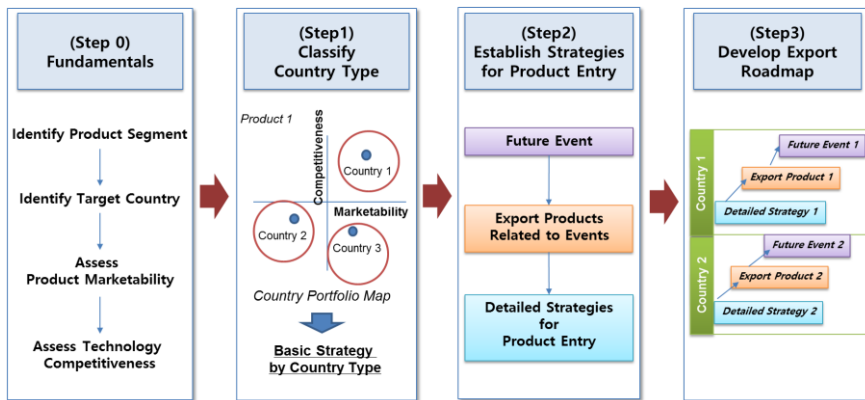 (Step 0)
Fundamentals
Identify Product Segment
Identify Target Country
Assess
Product Marketability
Assess Technology
Competitiveness
(Step1)
Classify
Country Type
Product 1
Competitiveness
Country 1
Marketability
Country 2
Country 3
Country Portfolio Map
Basic Strategy
by Country Type
(Step2)
Establish Strategies
for Product Entry
Future Event
Export Products
Related to Events
Detailed Strategies
for
Product Entry
(Step3)
Develop Export
Roadmap
Country 1
Future Event 1
Export Product 1
Detailed Strategy 1
Country 2
Future Event 2
Export Product 2
Detailed Strategy 2